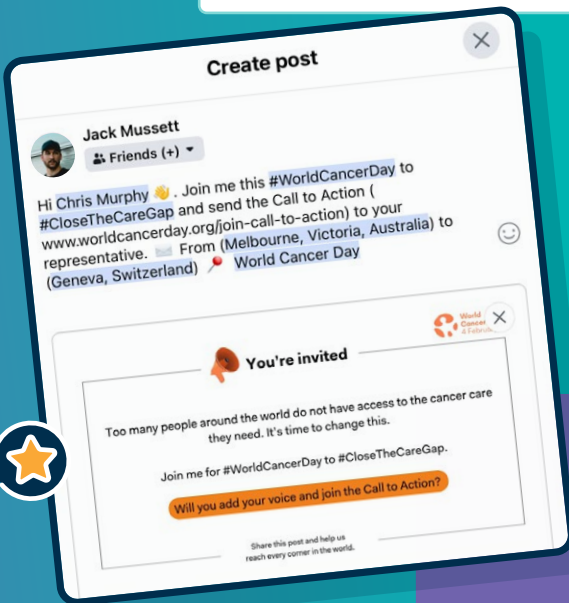 Create post
Jack Mussett
Friends (+)
Hi Chris Murphy 👋 . Join me this #WorldCancerDay to
#CloseTheCareGap and send the Call to Action (
www.worldcancerday.org/join-call-to-action) to your
representative. ✉️ From (Melbourne, Victoria, Australia) to
(Geneva, Switzerland) 📍 World Cancer Day
World
Cancer
4 Februa
You're invited
Too many people around the world do not have access to the cancer care
they need. It's time to change this.
Join me for #WorldCancerDay to #CloseTheCareGap.
Will you add your voice and join the Call to Action?
Share this post and help us
reach every corner in the world.